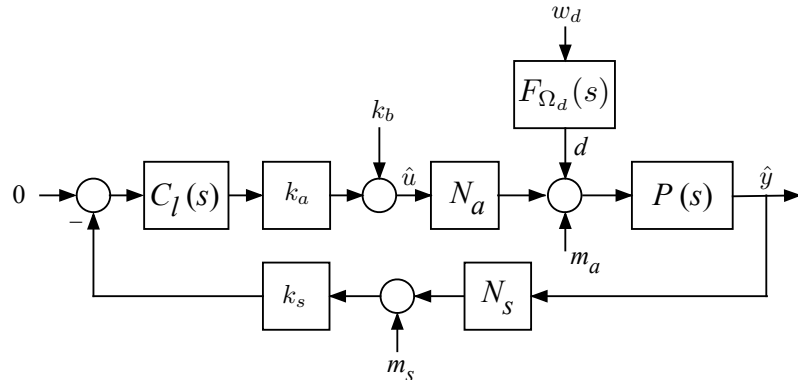 w_d
F_{Ω_d}(s)
k_b
d
0
–
C_l(s)
k_a
û
N_a
P(s)
ŷ
m_a
k_s
N_s
m_s